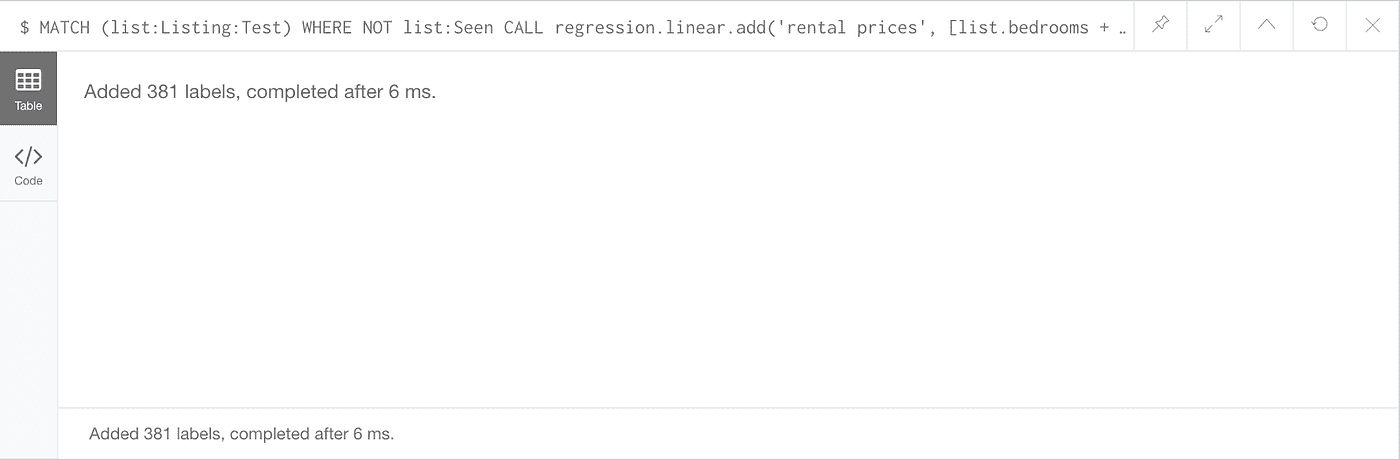 $ MATCH (list:Listing:Test) WHERE NOT list:Seen CALL regression.linear.add('rental prices', [list.bedrooms + …
Table
Added 381 labels, completed after 6 ms.
Code
Added 381 labels, completed after 6 ms.